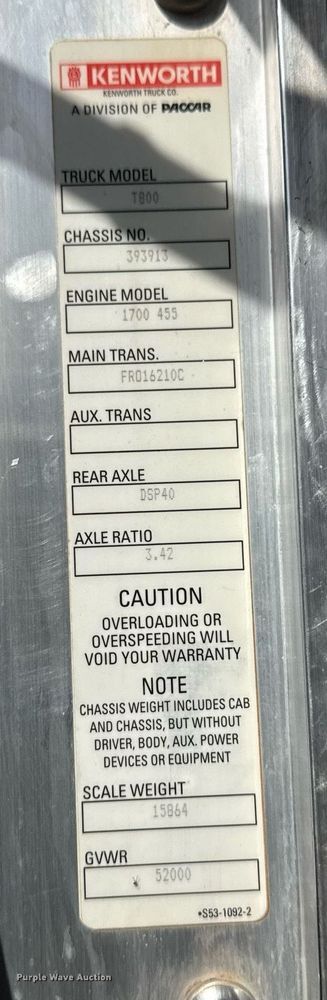 KENWORTH
KENWORTH TRUCK CO.
A DIVISION OF PACCAR
TRUCK MODEL
T800
CHASSIS NO.
393913
ENGINE MODEL
1700 455
MAIN TRANS.
FRO16210C
AUX. TRANS
REAR AXLE
DSP40
AXLE RATIO
3.42
CAUTION
OVERLOADING OR
OVERSPEEDING WILL
VOID YOUR WARRANTY
NOTE
CHASSIS WEIGHT INCLUDES CAB
AND CHASSIS, BUT WITHOUT
DRIVER, BODY, AUX. POWER
DEVICES OR EQUIPMENT
SCALE WEIGHT
15864
GVWR
52000
•S53-1092-2
Purple Wave Auction